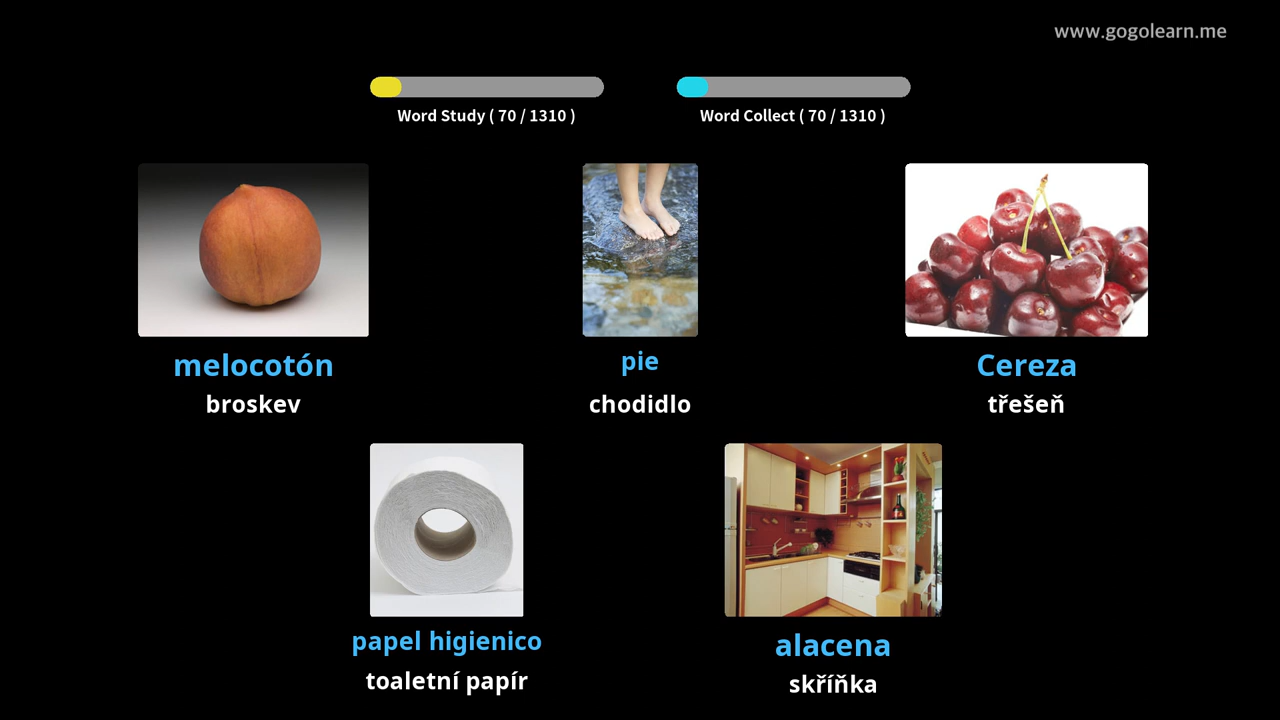 www.gogolearn.me
Word Study ( 70 / 1310 )
Word Collect ( 70 / 1310 )
melocotón
pie
Cereza
broskev
chodidlo
třešeň
papel higienico
alacena
toaletní papír
skříňka